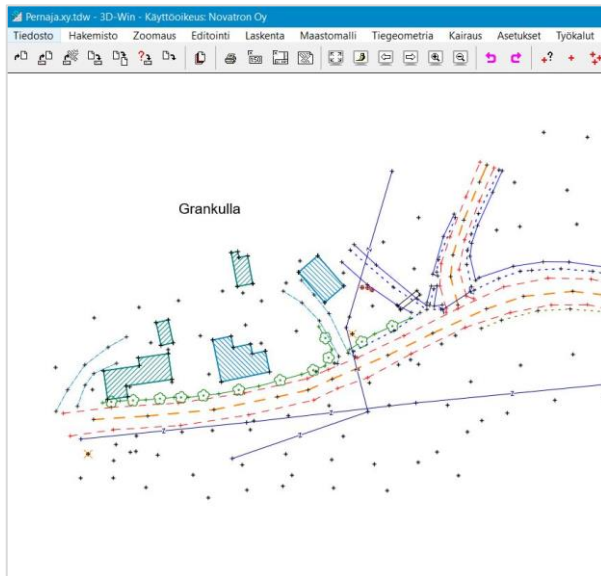 Pernaja.xy.tdw - 3D-Win - Käyttöoikeus: Novatron Oy
Tiedosto Hakemisto Zoomaus Editointi Laskenta Maastomalli Tiegeometria Kairaus Asetukset Työkalut
Grankulla